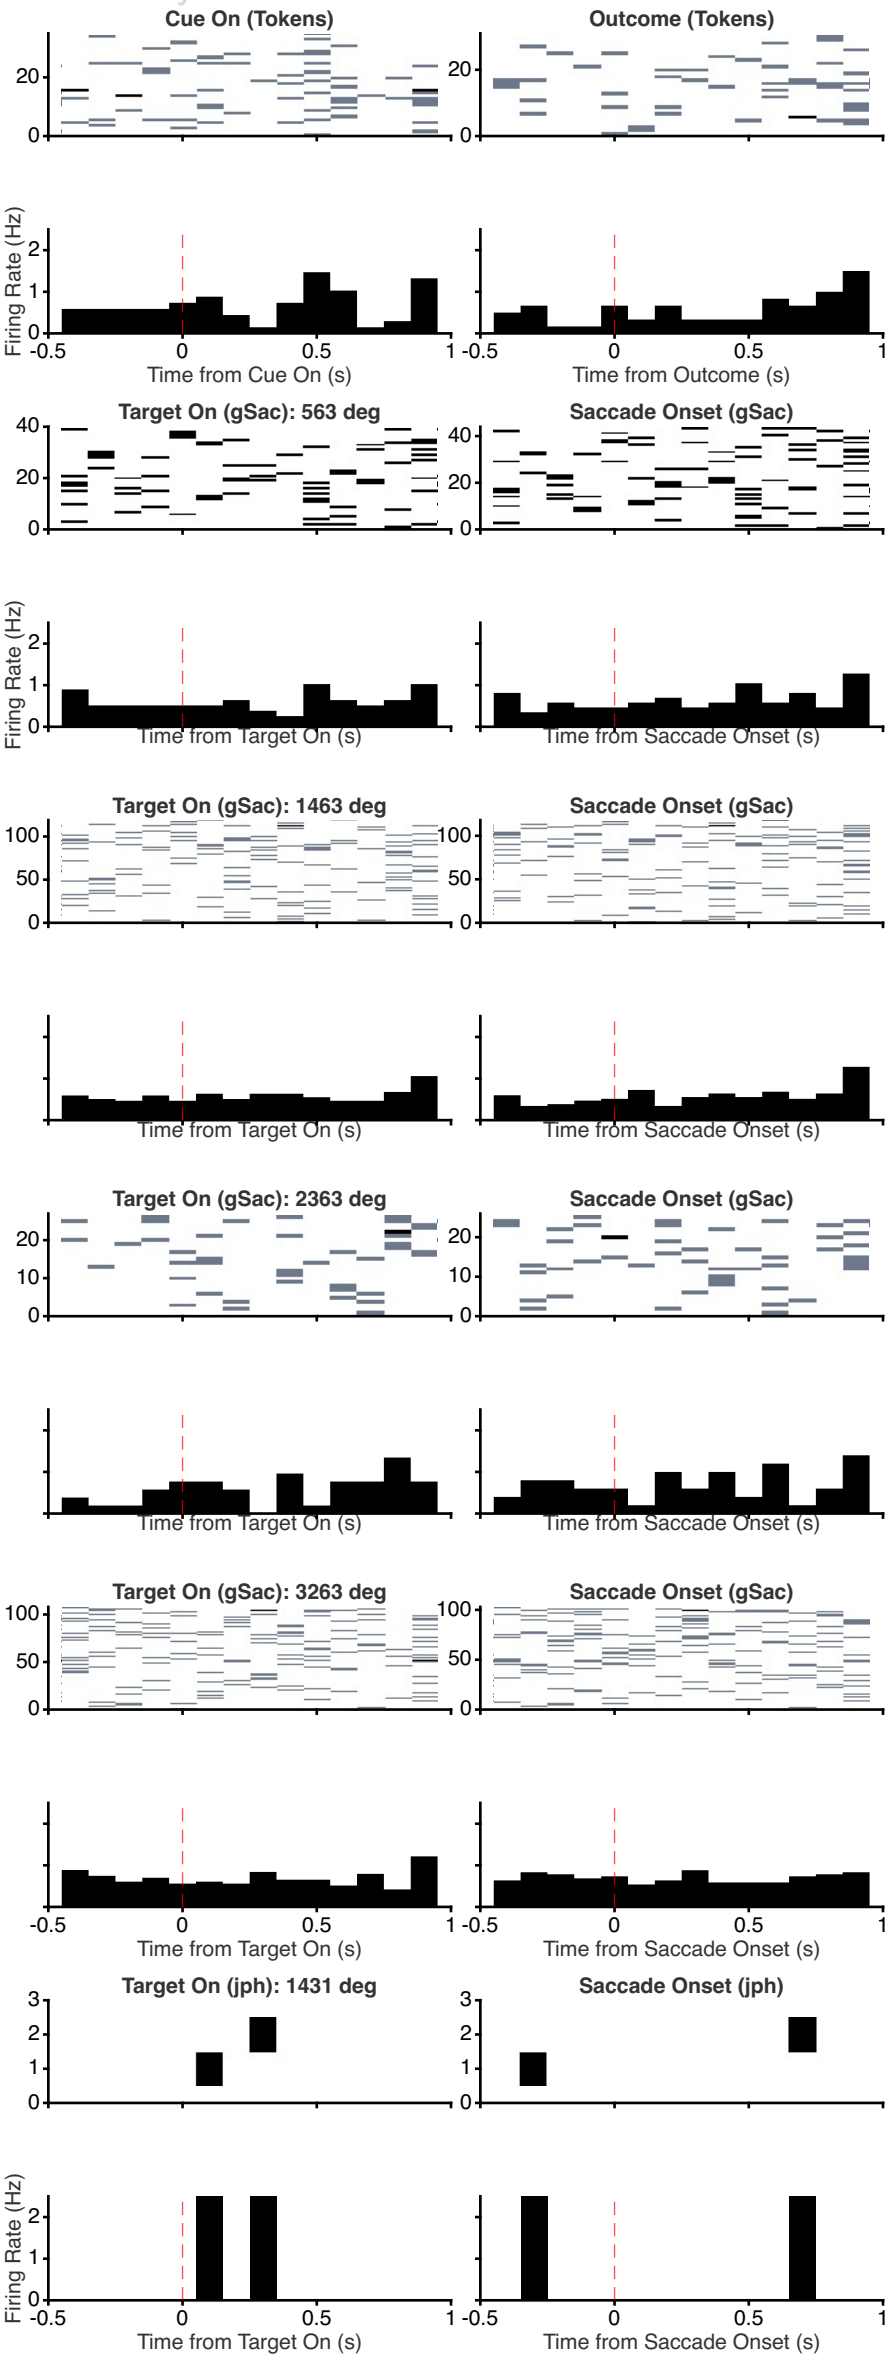 Cue On (Tokens) Outcome (Tokens)
20 20
0 0
Firing Rate (Hz)
2
1
0
-0.5 0 0.5 1 -0.5 0 0.5 1
Time from Cue On (s) Time from Outcome (s)
Target On (gSac): 563 deg Saccade Onset (gSac)
40 40
20 20
0 0
Firing Rate (Hz)
2
1
0
Time from Target On (s) Time from Saccade Onset (s)
Target On (gSac): 1463 deg Saccade Onset (gSac)
100 100
50 50
0 0
Time from Target On (s) Time from Saccade Onset (s)
Target On (gSac): 2363 deg Saccade Onset (gSac)
20 20
10 10
0 0
Time from Target On (s) Time from Saccade Onset (s)
Target On (gSac): 3263 deg Saccade Onset (gSac)
100 100
50 50
0 0
-0.5 0 0.5 1 -0.5 0 0.5 1
Time from Target On (s) Time from Saccade Onset (s)
Target On (jph): 1431 deg Saccade Onset (jph)
3 3
2 2
1 1
0 0
Firing Rate (Hz)
2
1
0
-0.5 0 0.5 1 -0.5 0 0.5 1
Time from Target On (s) Time from Saccade Onset (s)